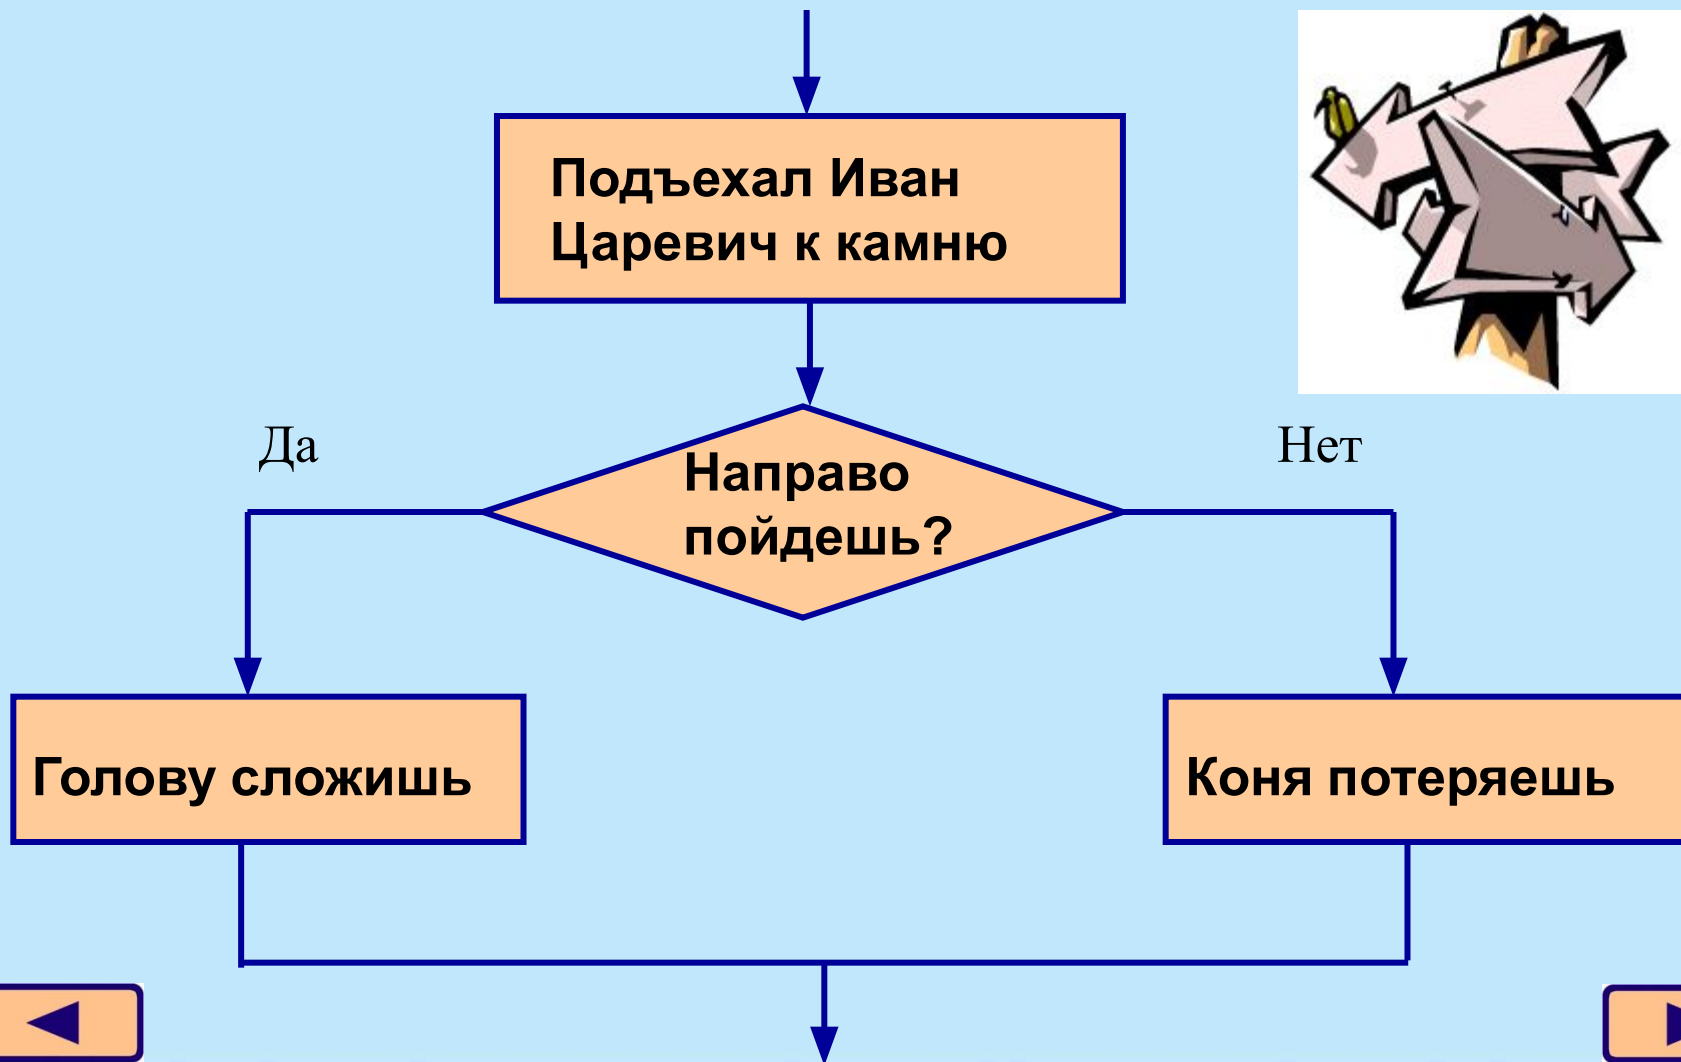 Подъехал Иван
Царевич к камню
Да
Нет
Направо
пойдешь?
Голову сложишь
Коня потеряешь